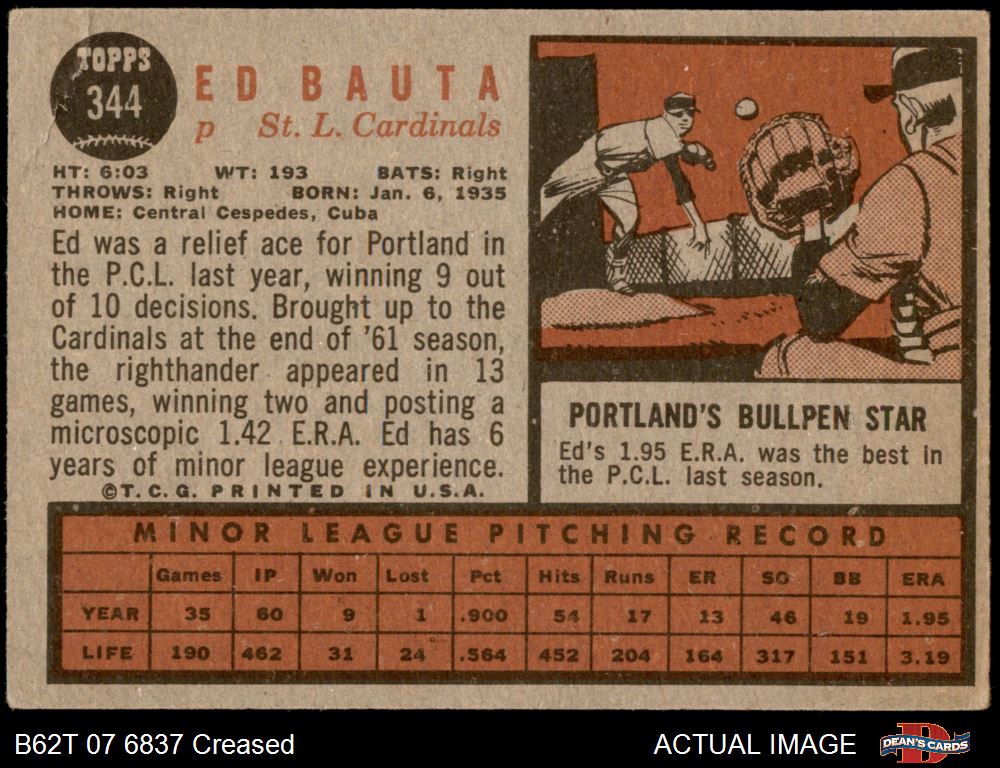 TOPPS
344
ED BAUTA
p St. L. Cardinals
HT: 6:03 WT: 193 BATS: Right
THROWS: Right BORN: Jan. 6, 1935
HOME: Central Cespedes, Cuba
Ed was a relief ace for Portland in
the P.C.L. last year, winning 9 out
of 10 decisions. Brought up to the
Cardinals at the end of '61 season,
the righthander appeared in 13
games, winning two and posting a
microscopic 1.42 E.R.A. Ed has 6
years of minor league experience.
©T.C.G. PRINTED IN U.S.A.
PORTLAND'S BULLPEN STAR
Ed's 1.95 E.R.A. was the best in
the P.C.L. last season.
MINOR LEAGUE PITCHING RECORD
Games IP Won Lost Pct Hits Runs ER SO BB ERA
YEAR 35 60 9 1 .900 54 17 13 46 19 1.95
LIFE 190 462 31 24 .564 452 204 164 317 151 3.19
B62T 07 6837 Creased ACTUAL IMAGE DEAN'S CARDS